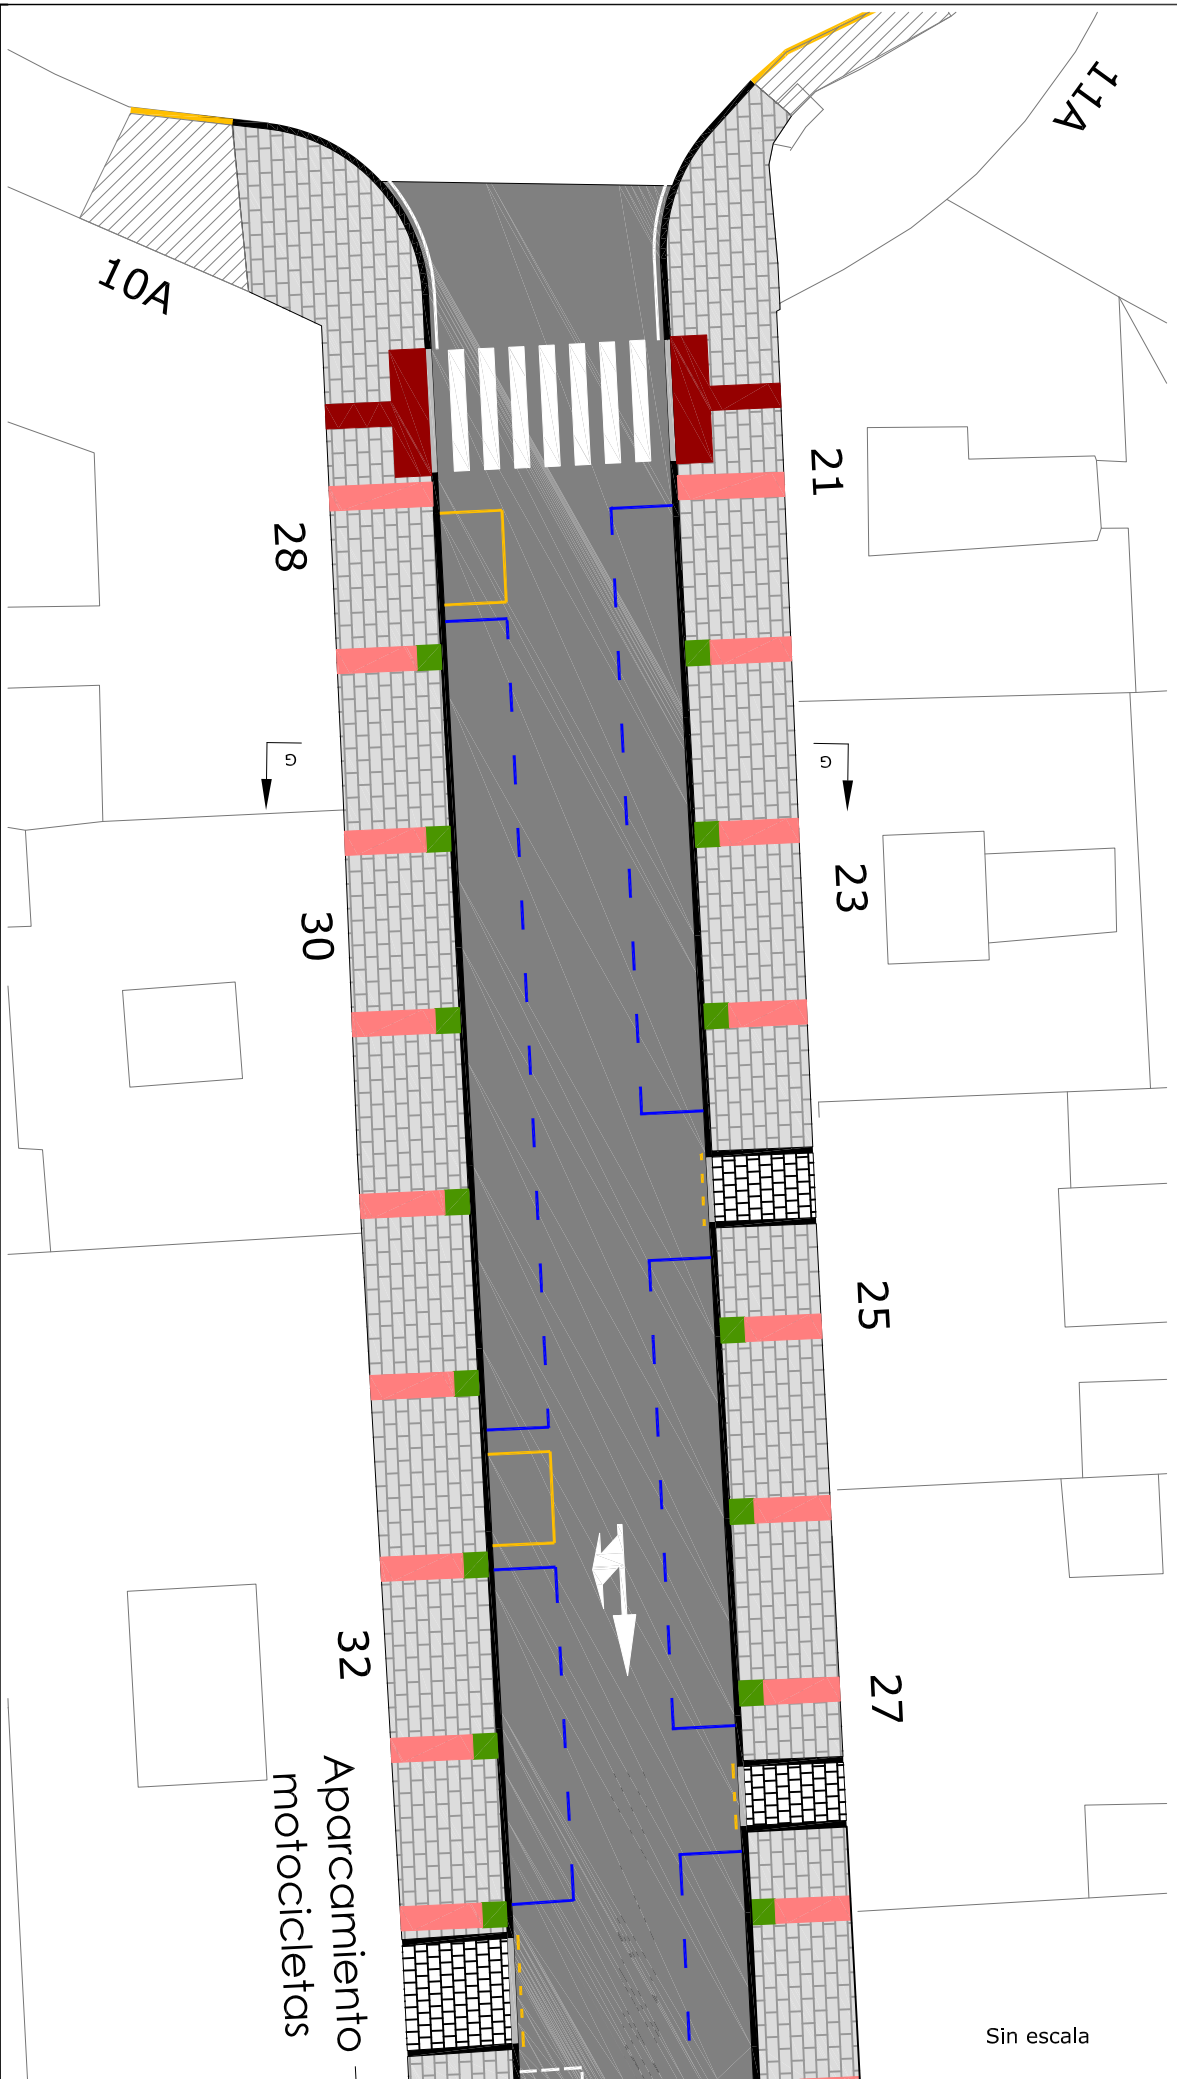 11A
10A
21
28
G
G
23
30
25
32
27
Aparcamiento
motocicletas
Sin escala